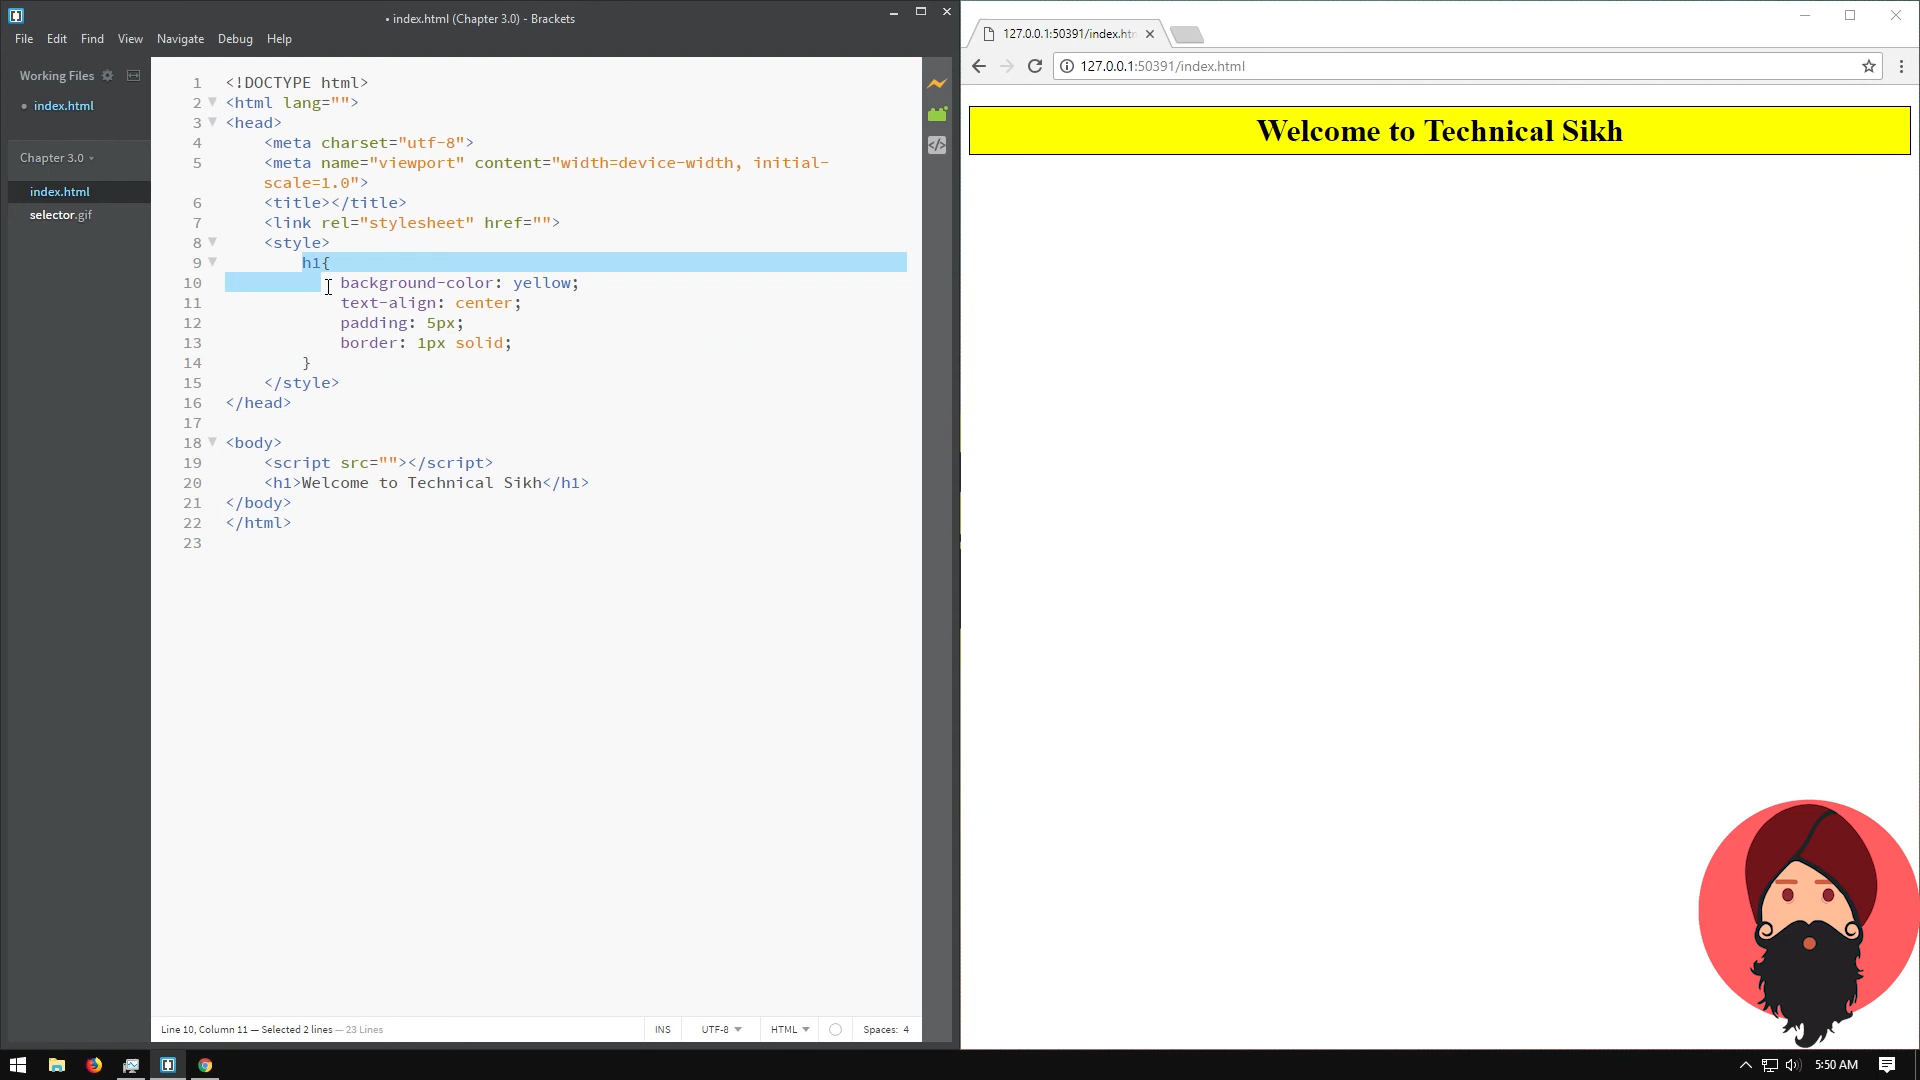 • index.html (Chapter 3.0) - Brackets
File Edit Find View Navigate Debug Help
Working Files
• index.html
Chapter 3.0
index.html
selector.gif
1 <!DOCTYPE html>
2 <html lang="">
3 <head>
4 <meta charset="utf-8">
5 <meta name="viewport" content="width=device-width, initial-
scale=1.0">
6 <title></title>
7 <link rel="stylesheet" href="">
8 <style>
9 h1{
10 background-color: yellow;
11 text-align: center;
12 padding: 5px;
13 border: 1px solid;
14 }
15 </style>
16 </head>
17
18 <body>
19 <script src=""></script>
20 <h1>Welcome to Technical Sikh</h1>
21 </body>
22 </html>
23
Line 10, Column 11 — Selected 2 lines — 23 Lines
INS UTF-8 HTML Spaces: 4
127.0.0.1:50391/index.htm
127.0.0.1:50391/index.html
Welcome to Technical Sikh
5:50 AM